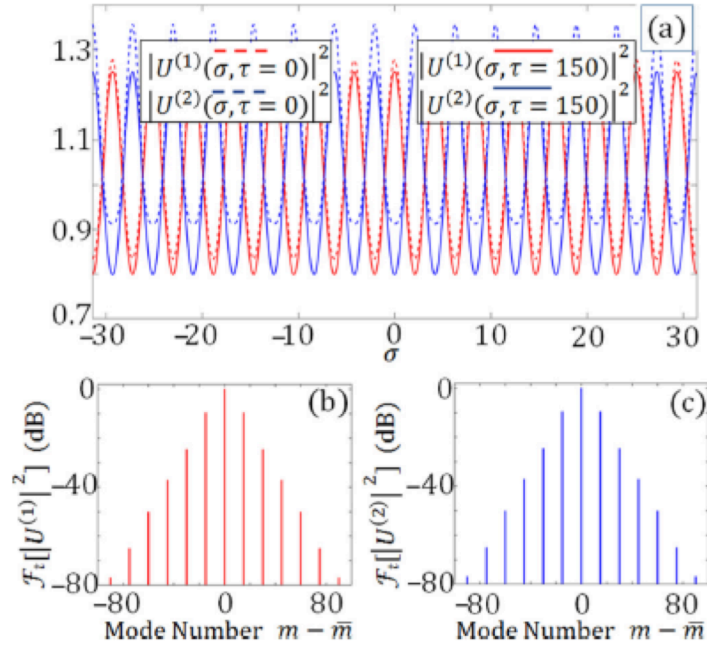 (a)
1.3
1.1
0.9
0.7
|U⁽¹⁾(σ, τ = 0)|²
|U⁽²⁾(σ, τ = 0)|²
|U⁽¹⁾(σ, τ = 150)|²
|U⁽²⁾(σ, τ = 150)|²
−30 −20 −10 0 10 20 30
σ
(b)
0
−40
−80
ℱᵢ[|U⁽¹⁾|²] (dB)
−80 0 80
Mode Number m − m̅
(c)
0
−40
−80
ℱᵢ[|U⁽²⁾|²] (dB)
−80 0 80
Mode Number m − m̅